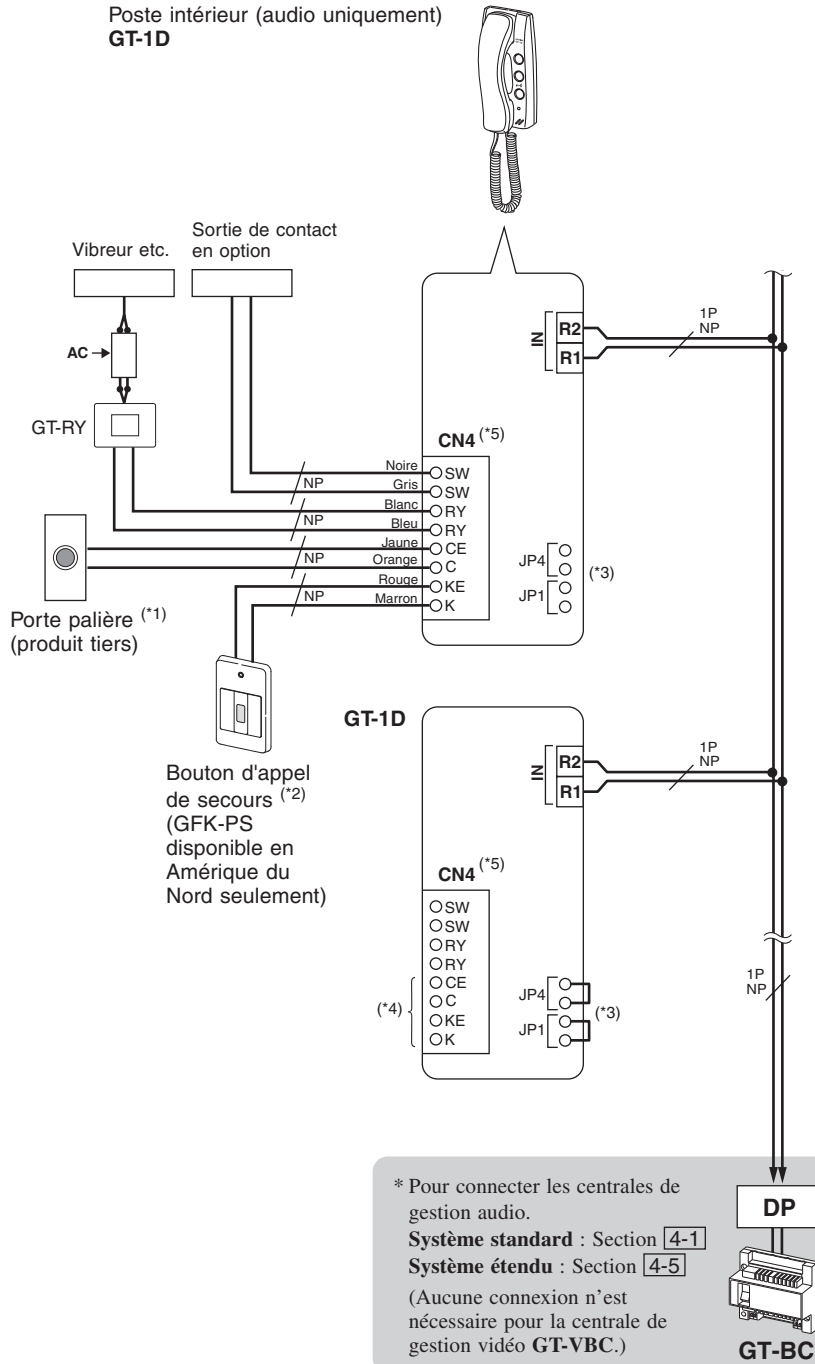 Poste intérieur (audio uniquement)
GT-1D
Vibreur etc.
Sortie de contact
en option
AC
GT-RY
IN
R2
R1
1P
NP
CN4 (*5)
Noire
SW
NP
Gris
SW
Blanc
RY
NP
Bleu
RY
Jaune
CE
NP
Orange
C
Rouge
KE
NP
Marron
K
JP4
JP1
(*3)
Porte palière (*1)
(produit tiers)
Bouton d'appel
de secours (*2)
(GFK-PS
disponible en
Amérique du
Nord seulement)
GT-1D
IN
R2
R1
1P
NP
CN4 (*5)
SW
SW
RY
RY
CE
C
KE
K
(*4)
JP4
JP1
(*3)
1P
NP
* Pour connecter les centrales de
gestion audio.
Système standard : Section 4-1
Système étendu : Section 4-5
(Aucune connexion n'est
nécessaire pour la centrale de
gestion vidéo GT-VBC.)
DP
GT-BC